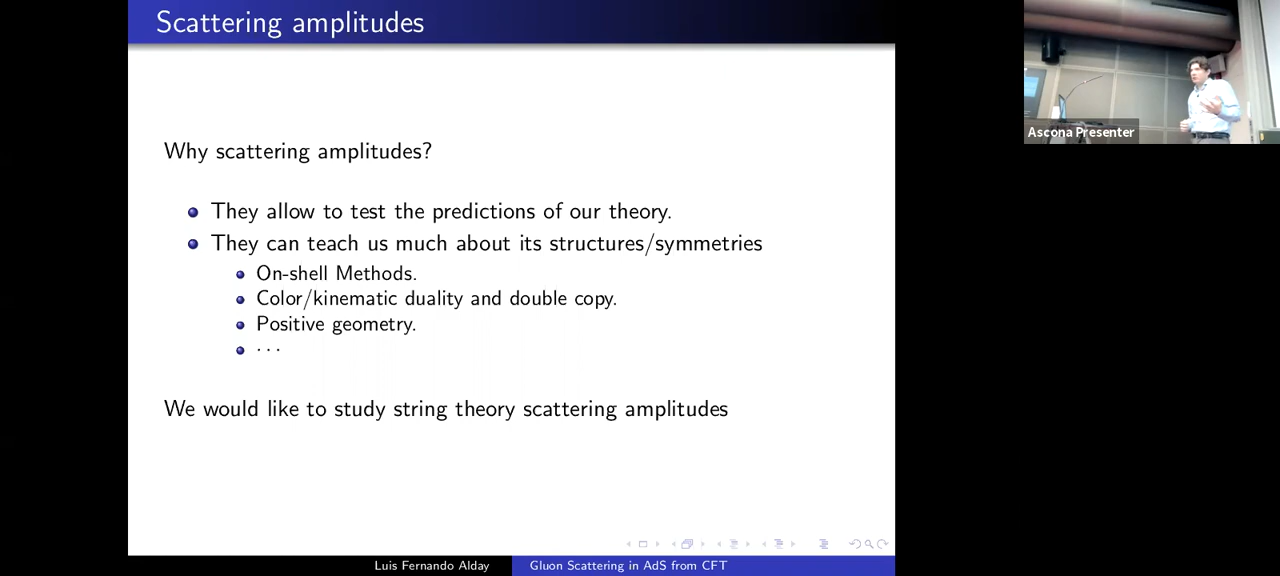 Scattering amplitudes
Why scattering amplitudes?
They allow to test the predictions of our theory.
They can teach us much about its structures/symmetries
On-shell Methods.
Color/kinematic duality and double copy.
Positive geometry.
· · ·
We would like to study string theory scattering amplitudes
Luis Fernando Alday
Gluon Scattering in AdS from CFT
Ascona Presenter